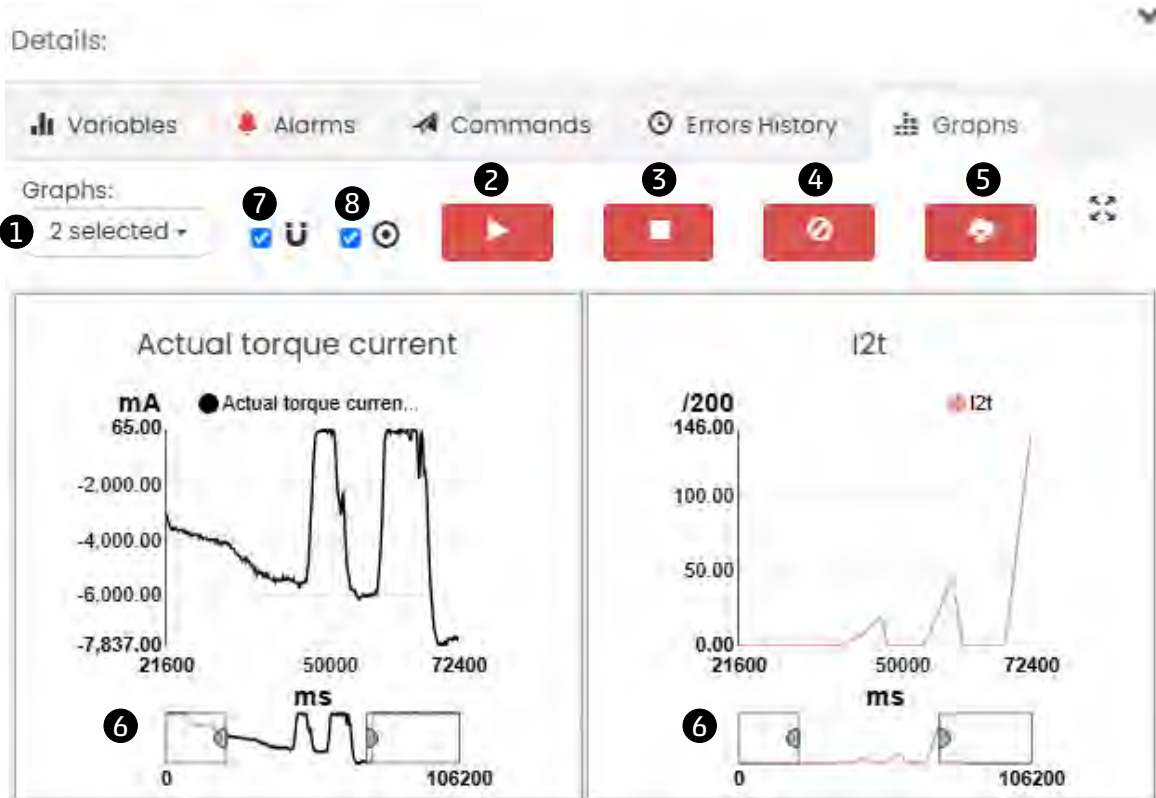 Details:
Variables Alarms Commands Errors History Graphs
Graphs:
7 8 2 3 4 5
1 2 selected
Actual torque current
mA Actual torque curren...
65.00
-2,000.00
-4,000.00
-6,000.00
-7,837.00
21600 50000 72400
ms
6
0 106200
I2t
/200 I2t
146.00
100.00
50.00
0.00
21600 50000 72400
ms
6
0 106200